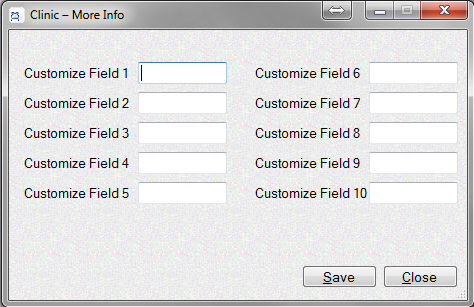 Clinic – More Info
Customize Field 1
Customize Field 6
Customize Field 2
Customize Field 7
Customize Field 3
Customize Field 8
Customize Field 4
Customize Field 9
Customize Field 5
Customize Field 10
Save
Close